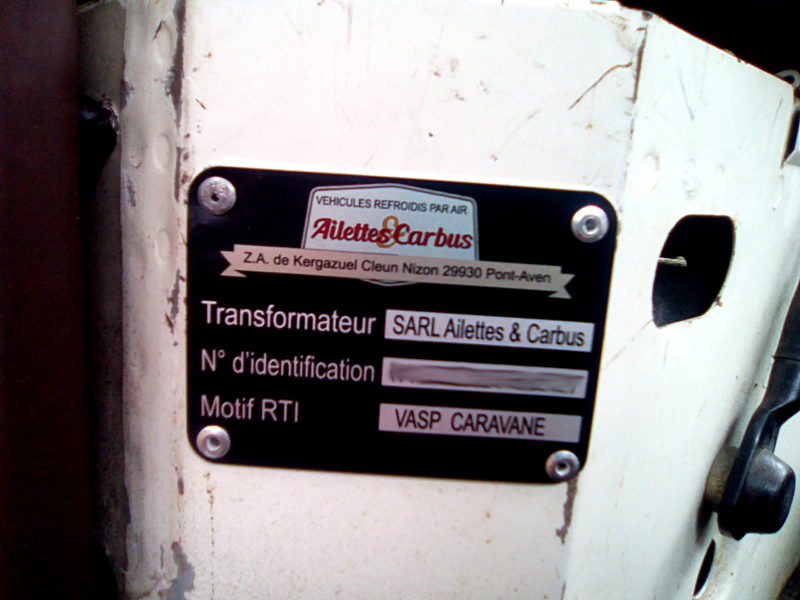 VEHICULES REFROIDIS PAR AIR
Ailettes & Carbus
Z.A. de Kergazuel Cleun Nizon 29930 Pont-Aven
Transformateur SARL Ailettes & Carbus
N° d'identification
Motif RTI VASP CARAVANE